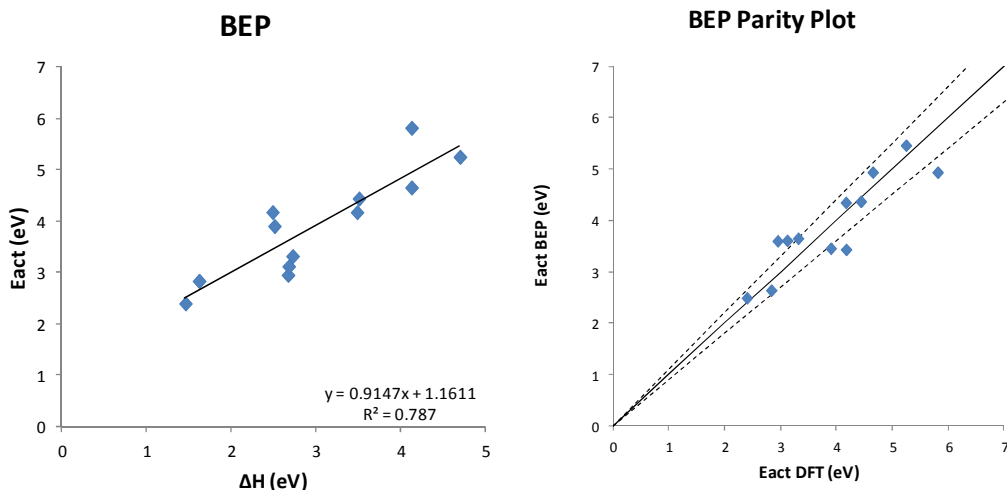 BEP
Eact (eV)
7
6
5
4
3
2
1
0
y = 0.9147x + 1.1611
R² = 0.787
0 1 2 3 4 5
ΔH (eV)
BEP Parity Plot
Eact BEP (eV)
7
6
5
4
3
2
1
0
0 1 2 3 4 5 6 7
Eact DFT (eV)